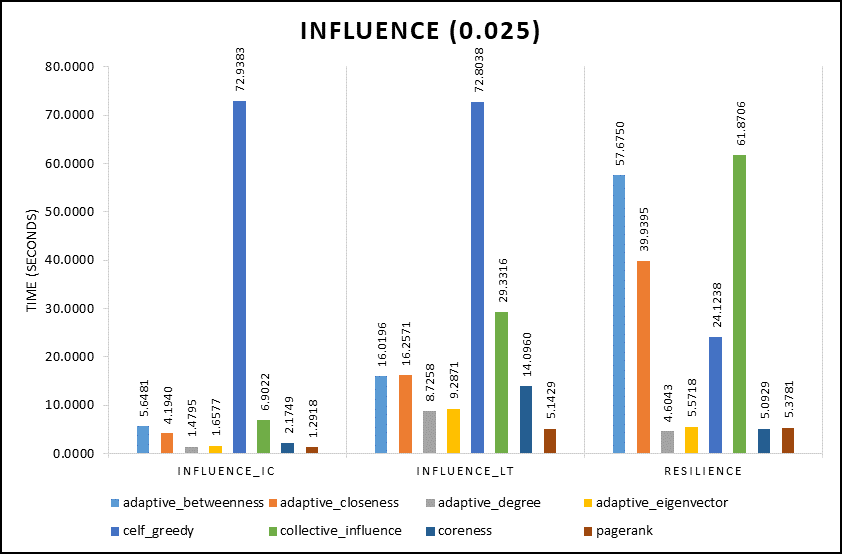 INFLUENCE (0.025)
TIME (SECONDS)
80.0000
70.0000
60.0000
50.0000
40.0000
30.0000
20.0000
10.0000
0.0000
5.6481
4.1940
1.4795
1.6577
72.9383
6.9022
2.1749
1.2918
16.0196
16.2571
8.7258
9.2871
72.8038
29.3316
14.0960
5.1429
57.6750
39.9395
4.6043
5.5718
24.1238
61.8706
5.0929
5.3781
INFLUENCE_IC
INFLUENCE_LT
RESILIENCE
adaptive_betweenness
adaptive_closeness
adaptive_degree
adaptive_eigenvector
celf_greedy
collective_influence
coreness
pagerank